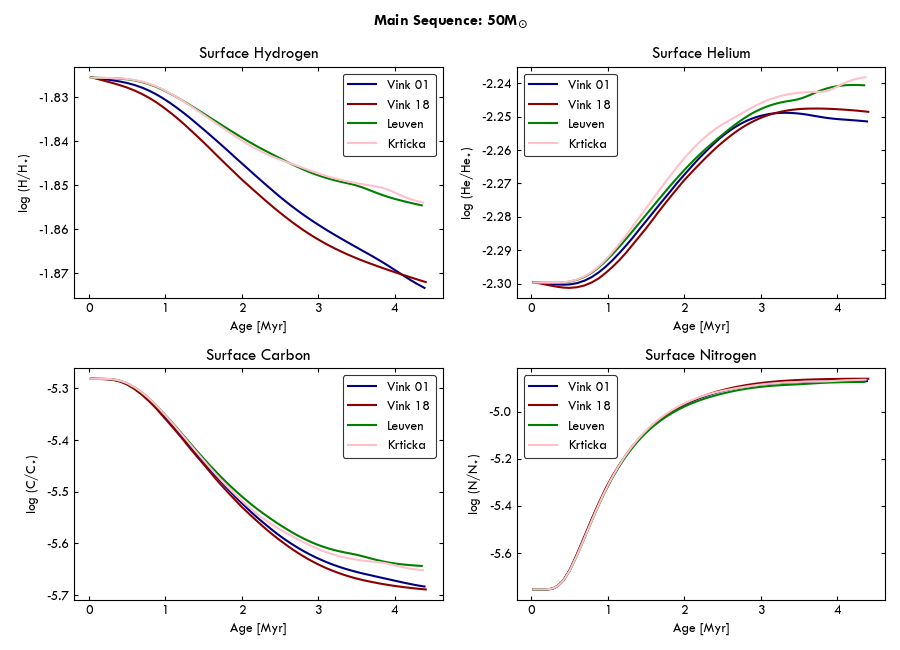 Main Sequence: 50M⊙
Surface Hydrogen
log (H/H⋆)
-1.83
-1.84
-1.85
-1.86
-1.87
Vink 01
Vink 18
Leuven
Krticka
0 1 2 3 4
Age [Myr]
Surface Helium
log (He/He⋆)
-2.24
-2.25
-2.26
-2.27
-2.28
-2.29
-2.30
Vink 01
Vink 18
Leuven
Krticka
0 1 2 3 4
Age [Myr]
Surface Carbon
log (C/C⋆)
-5.3
-5.4
-5.5
-5.6
-5.7
Vink 01
Vink 18
Leuven
Krticka
0 1 2 3 4
Age [Myr]
Surface Nitrogen
log (N/N⋆)
-5.0
-5.2
-5.4
-5.6
Vink 01
Vink 18
Leuven
Krticka
0 1 2 3 4
Age [Myr]